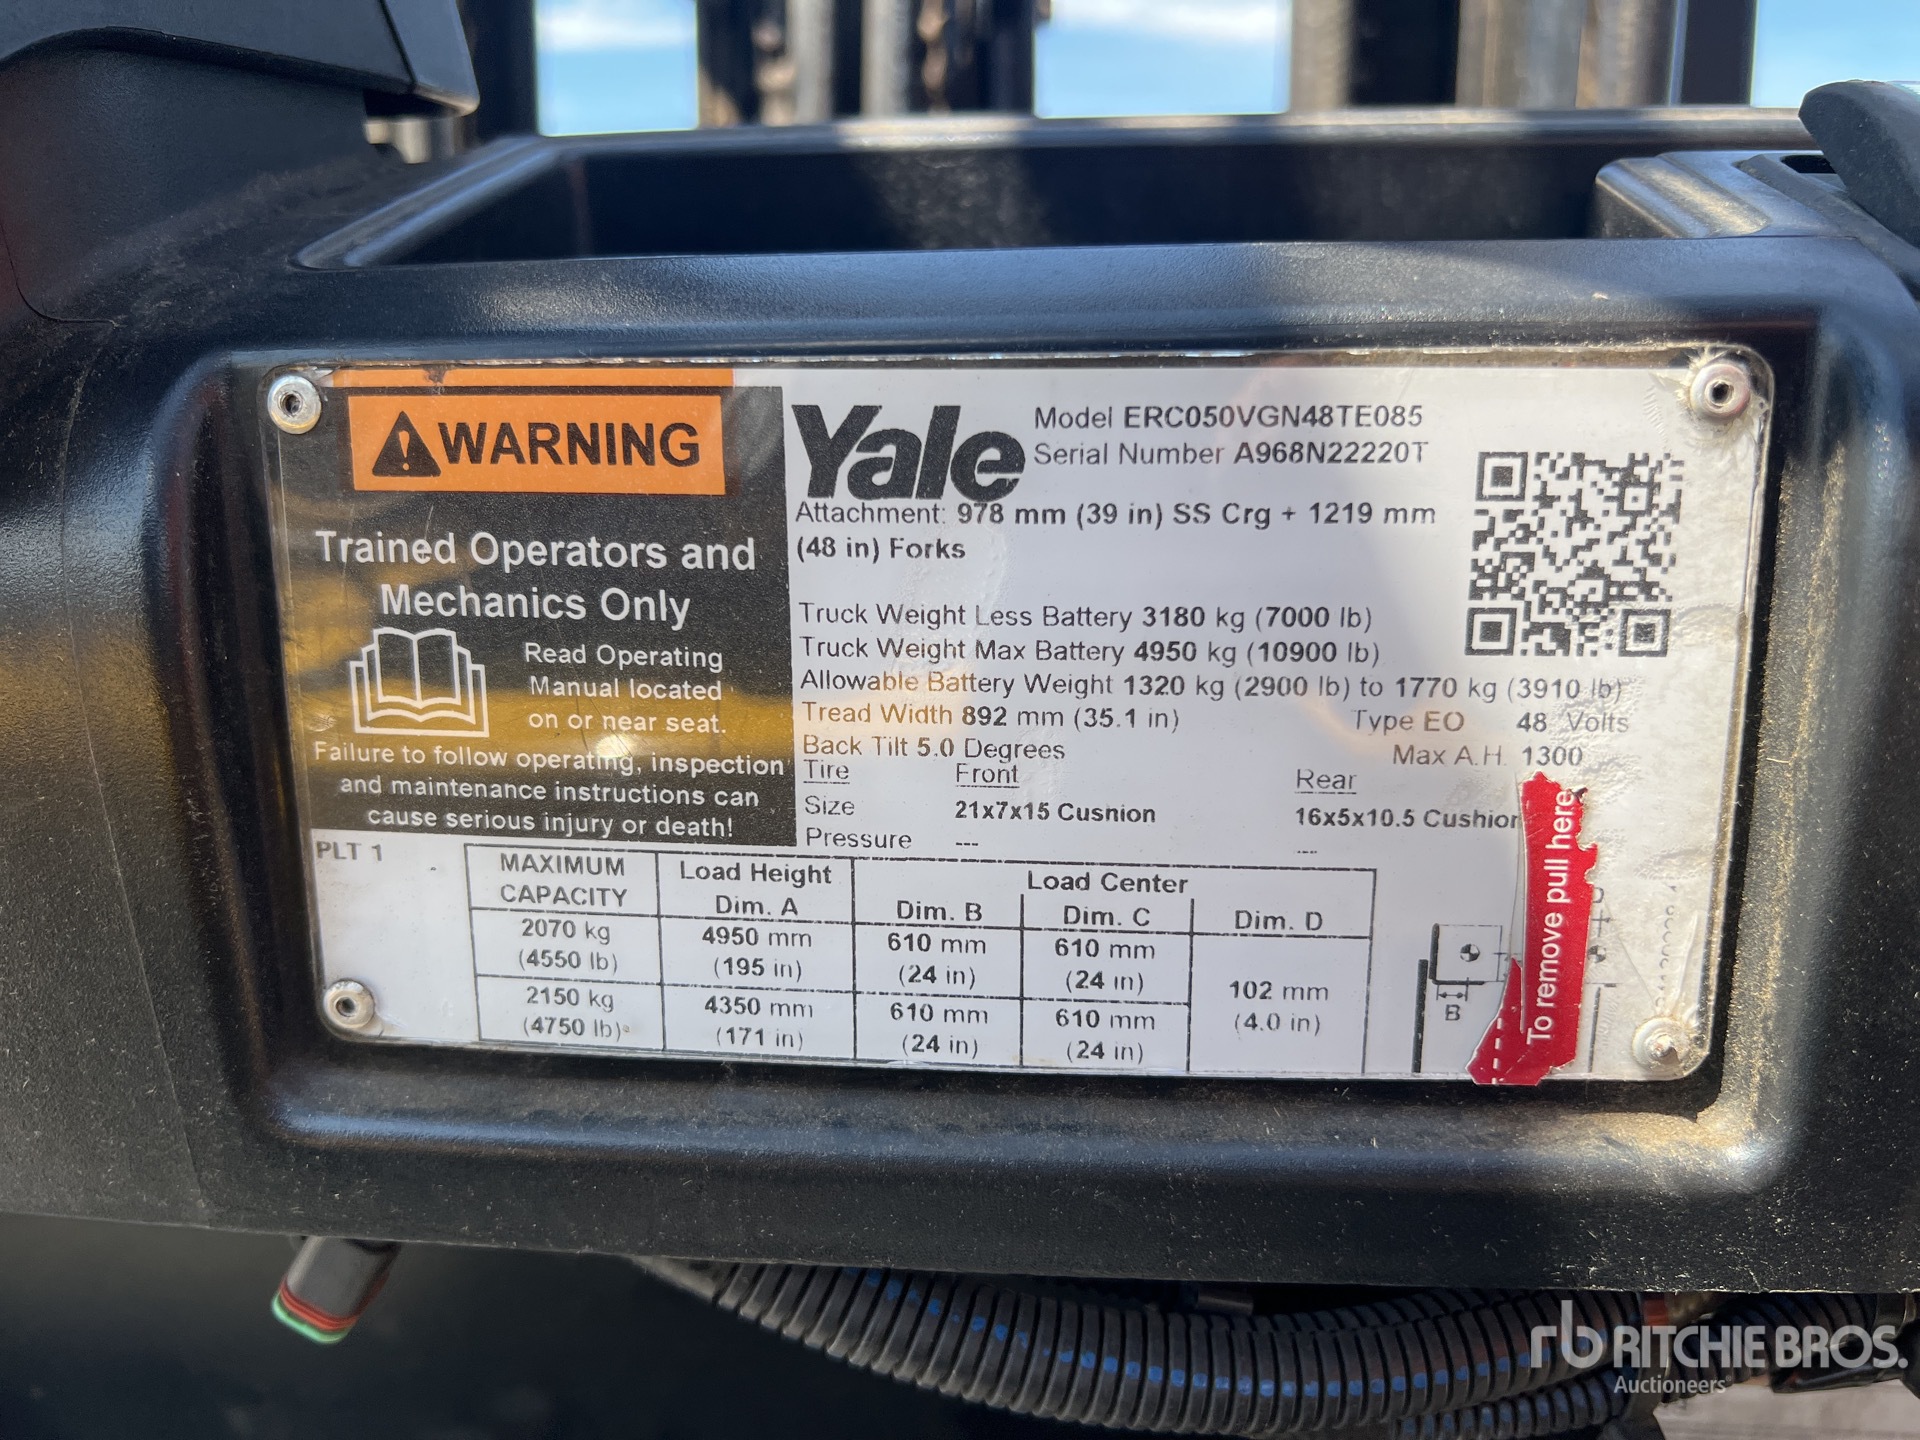 WARNING
Trained Operators and
Mechanics Only
Read Operating
Manual located
on or near seat.
Failure to follow operating, inspection
and maintenance instructions can
cause serious injury or death!
Yale
Model ERC050VGN48TE085
Serial Number A968N22220T
Attachment: 978 mm (39 in) SS Crg + 1219 mm
(48 in) Forks
Truck Weight Less Battery 3180 kg (7000 lb)
Truck Weight Max Battery 4950 kg (10900 lb)
Allowable Battery Weight 1320 kg (2900 lb) to 1770 kg (3910 lb)
Tread Width 892 mm (35.1 in) Type EO 48 Volts
Back Tilt 5.0 Degrees Max A.H. 1300
Tire Front Rear
Size 21x7x15 Cushion 16x5x10.5 Cushion
Pressure --- ---
PLT 1
MAXIMUM CAPACITY Load Height Dim. A Load Center
Dim. B Dim. C Dim. D
2070 kg 4950 mm 610 mm 610 mm
(4550 lb) (195 in) (24 in) (24 in)
2150 kg 4350 mm 610 mm 610 mm
(4750 lb) (171 in) (24 in) (24 in)
102 mm
(4.0 in)
B
D
To remove pull here
rb RITCHIE BROS.
Auctioneers